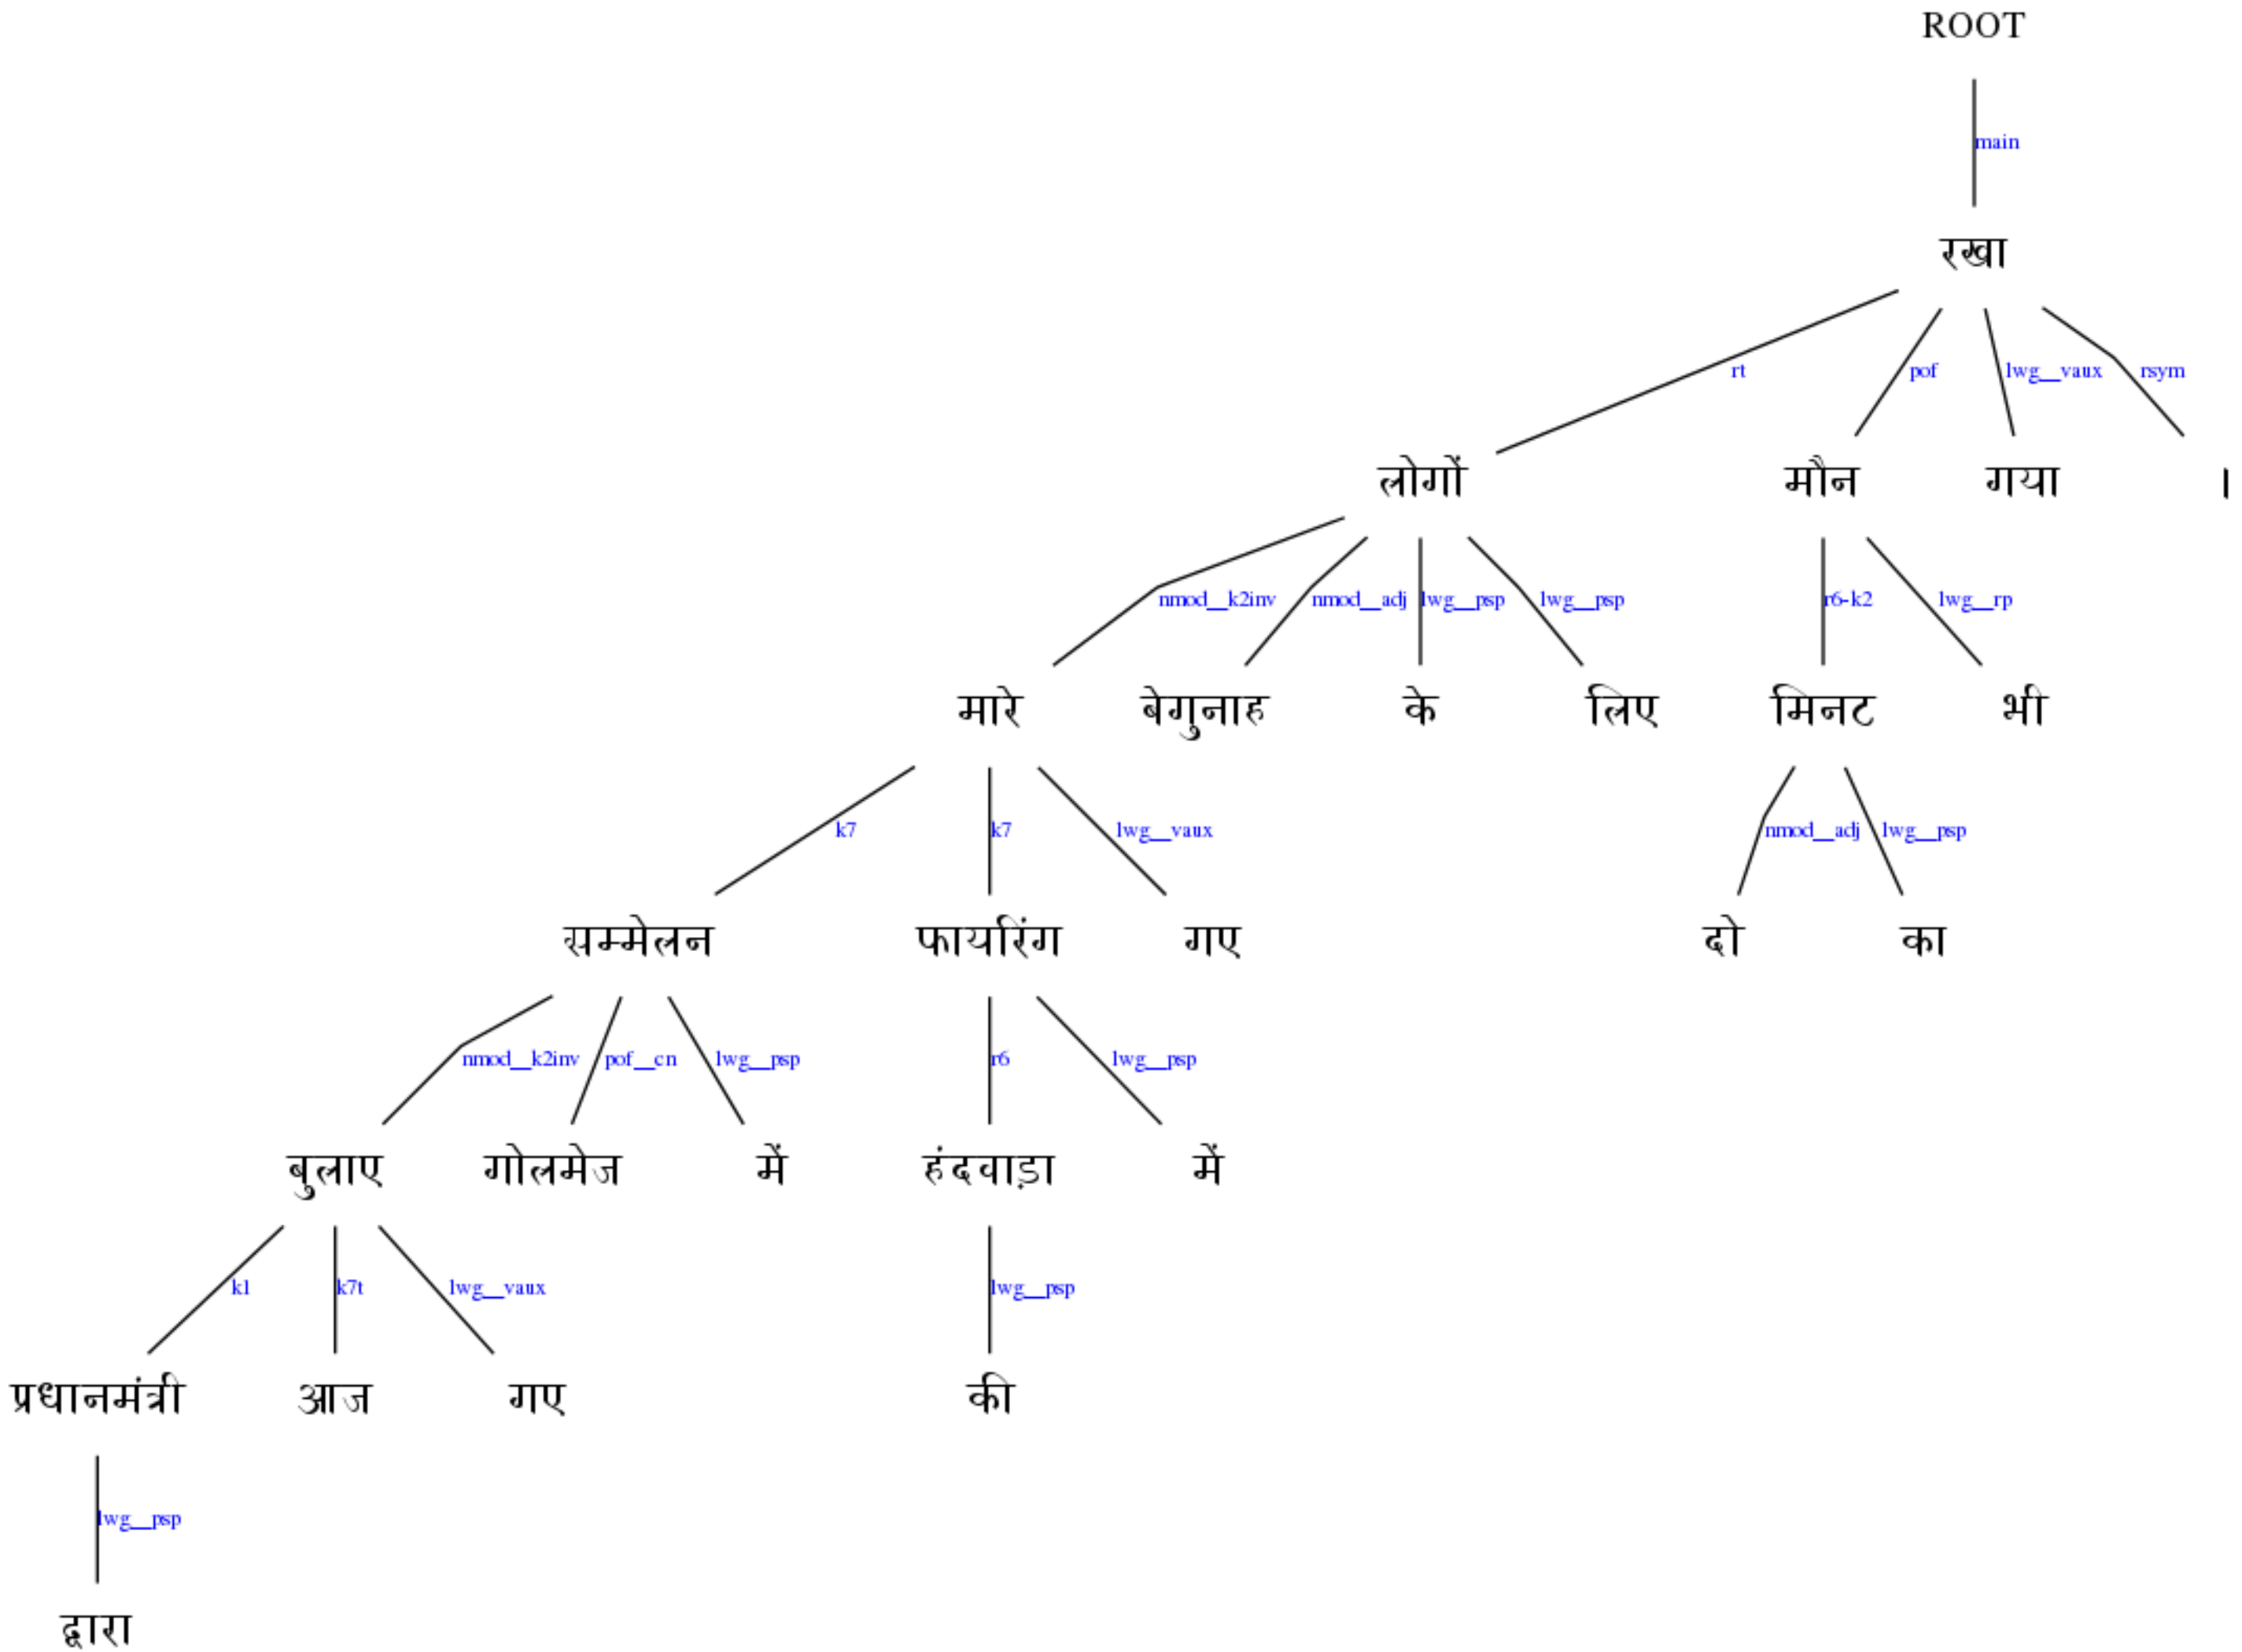 ROOT
main
रखा
rt pof lwg__vaux rsym
लोगों मौन गया ।
nmod__k2inv nmod__adj lwg__psp lwg__psp r6-k2 lwg__rp
मारे बेगुनाह के लिए मिनट भी
k7 k7 lwg__vaux nmod__adj lwg__psp
सम्मेलन फायरिंग गए दो का
nmod__k2inv pof__cn lwg__psp r6 lwg__psp
बुलाए गोलमेज में हंदवाड़ा में
k1 k7t lwg__vaux lwg__psp
प्रधानमंत्री आज गए की
lwg__psp
द्वारा